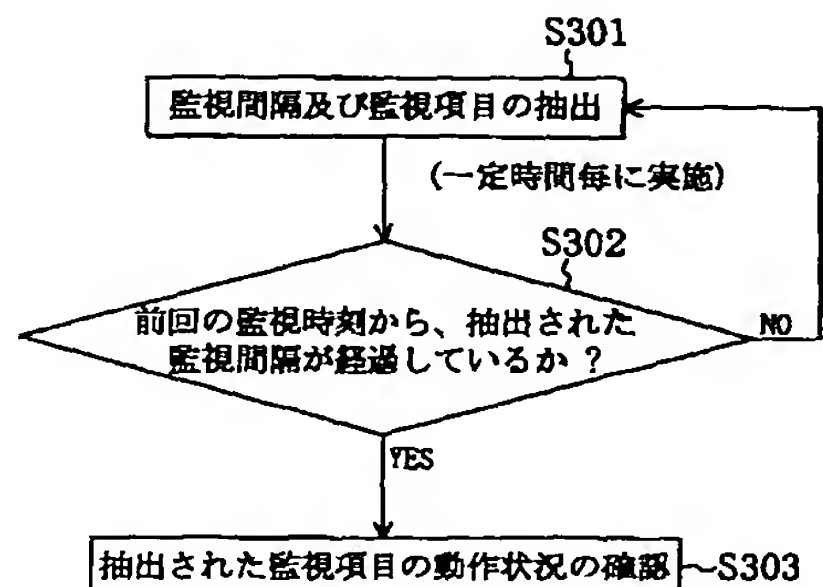 S301
監視間隔及び監視項目の抽出
(一定時間毎に実施)
S302
前回の監視時刻から、抽出された
監視間隔が経過しているか?
NO
YES
抽出された監視項目の動作状況の確認
S303